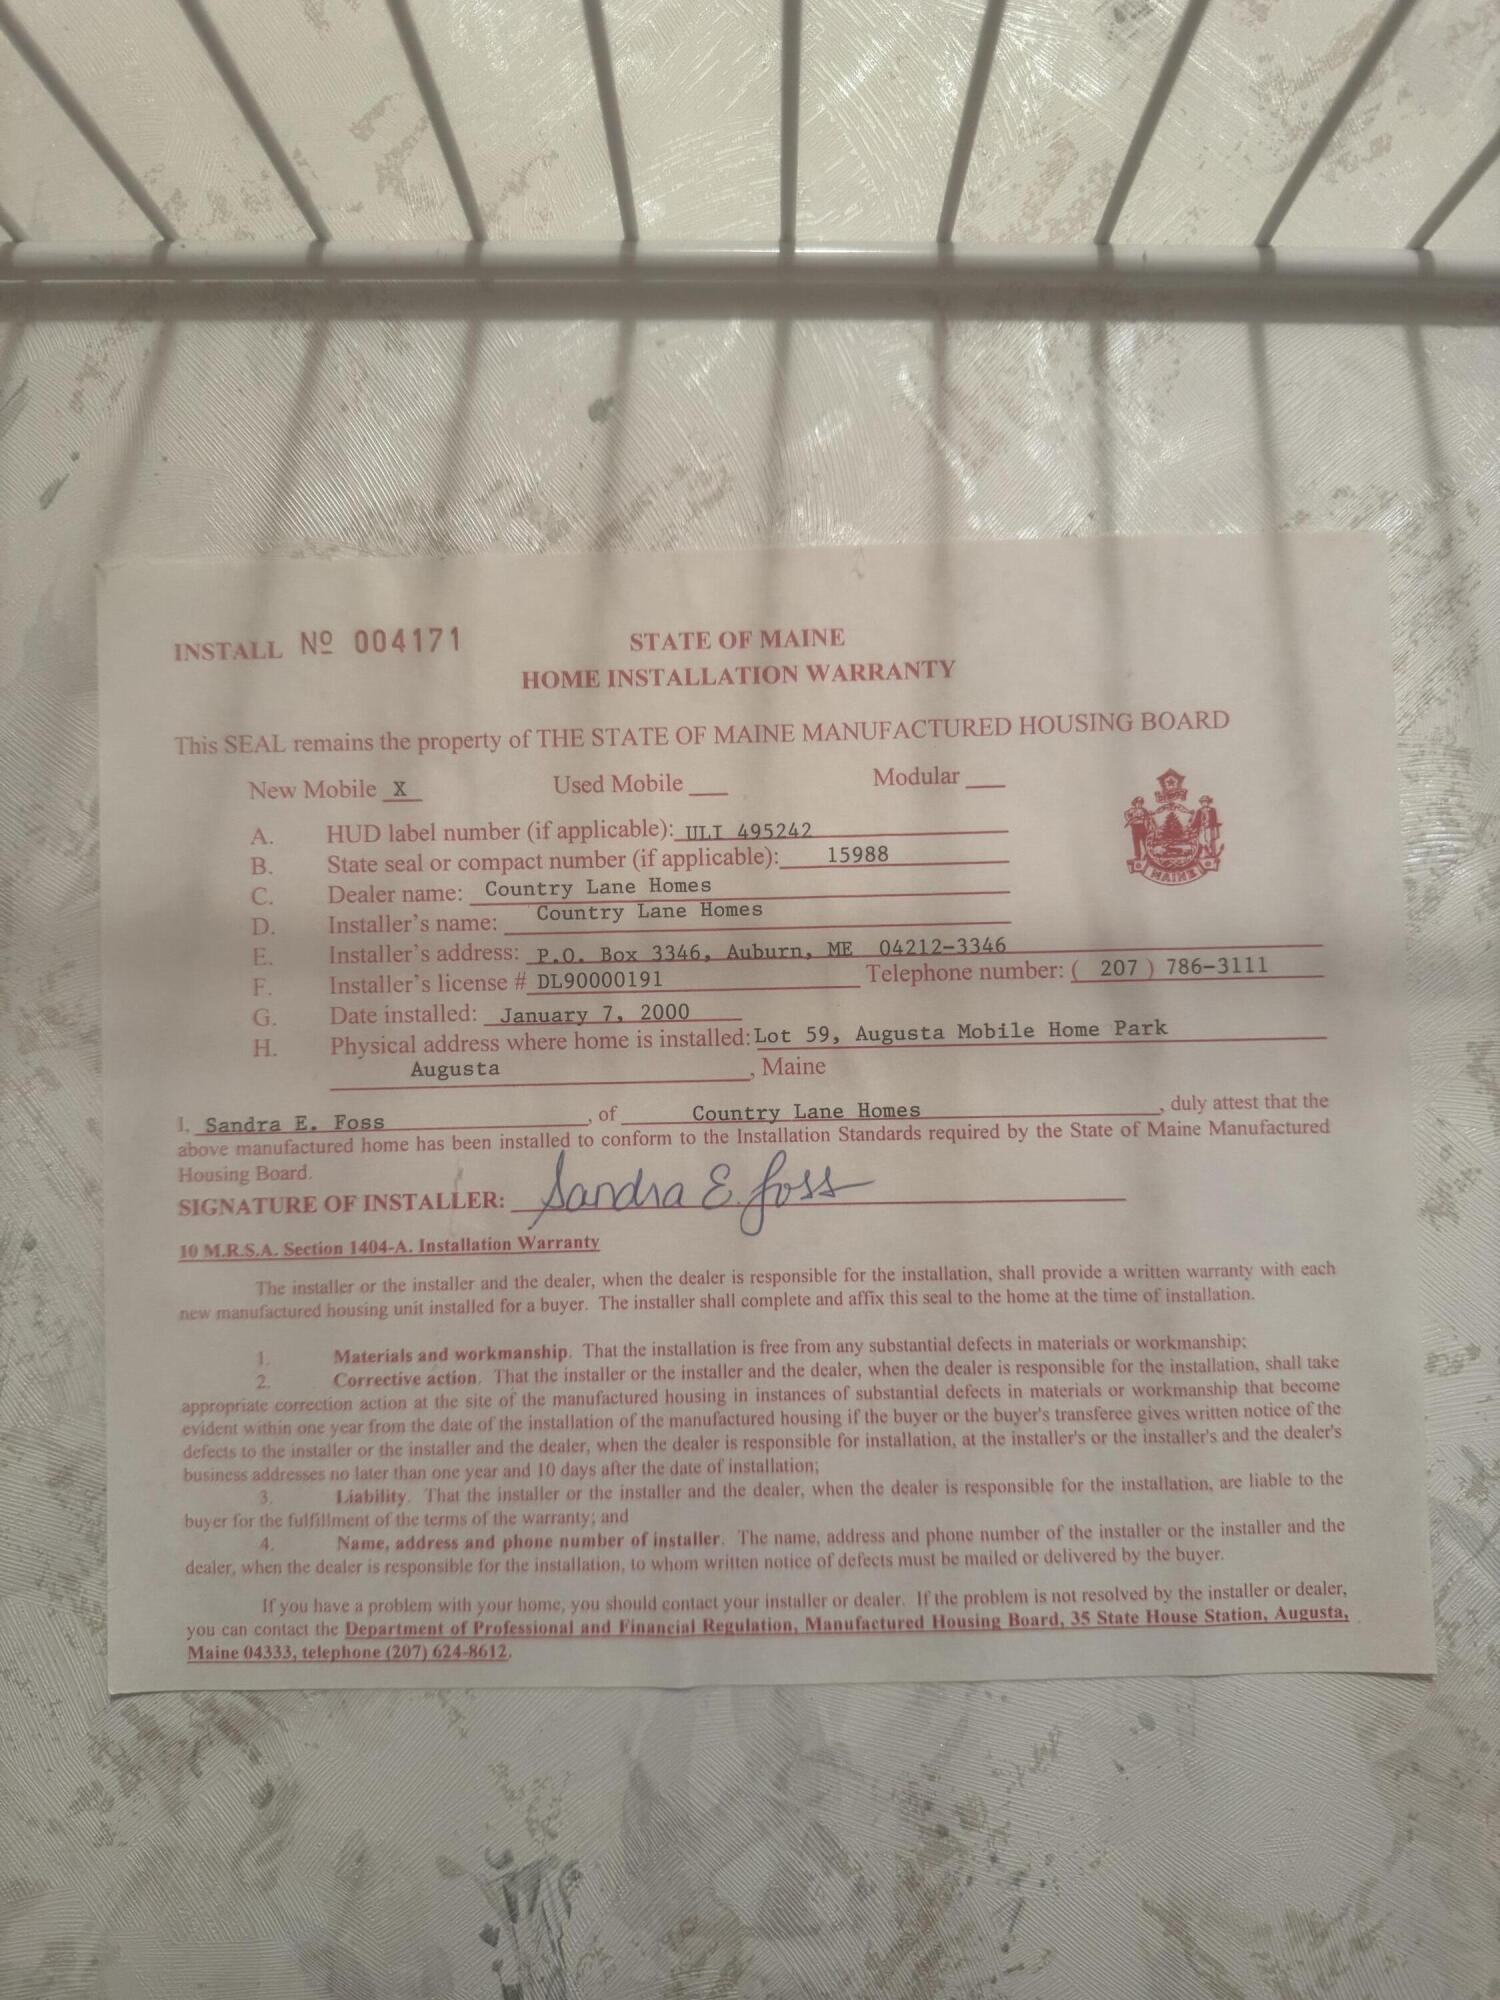 INSTALL Nº 004171
STATE OF MAINE
HOME INSTALLATION WARRANTY
This SEAL remains the property of THE STATE OF MAINE MANUFACTURED HOUSING BOARD
New Mobile X Used Mobile ___ Modular ___
A. HUD label number (if applicable): ULI 495242
B. State seal or compact number (if applicable): 15988
C. Dealer name: Country Lane Homes
D. Installer's name: Country Lane Homes
E. Installer's address: P.O. Box 3346, Auburn, ME 04212-3346
F. Installer's license # DL90000191 Telephone number: ( 207 ) 786-3111
G. Date installed: January 7, 2000
H. Physical address where home is installed: Lot 59, Augusta Mobile Home Park
Augusta, Maine
MAINE
I, Sandra E. Foss, of Country Lane Homes, duly attest that the
above manufactured home has been installed to conform to the Installation Standards required by the State of Maine Manufactured
Housing Board.
SIGNATURE OF INSTALLER: Sandra E. Foss
10 M.R.S.A. Section 1404-A. Installation Warranty
The installer or the installer and the dealer, when the dealer is responsible for the installation, shall provide a written warranty with each
new manufactured housing unit installed for a buyer. The installer shall complete and affix this seal to the home at the time of installation.
1. Materials and workmanship. That the installation is free from any substantial defects in materials or workmanship;
2. Corrective action. That the installer or the installer and the dealer, when the dealer is responsible for the installation, shall take
appropriate correction action at the site of the manufactured housing in instances of substantial defects in materials or workmanship that become
evident within one year from the date of the installation of the manufactured housing if the buyer or the buyer's transferee gives written notice of the
defects to the installer or the installer and the dealer, when the dealer is responsible for installation, at the installer's or the installer's and the dealer's
business addresses no later than one year and 10 days after the date of installation;
3. Liability. That the installer or the installer and the dealer, when the dealer is responsible for the installation, are liable to the
buyer for the fulfillment of the terms of the warranty; and
4. Name, address and phone number of installer. The name, address and phone number of the installer or the installer and the
dealer, when the dealer is responsible for the installation, to whom written notice of defects must be mailed or delivered by the buyer.
If you have a problem with your home, you should contact your installer or dealer. If the problem is not resolved by the installer or dealer,
you can contact the Department of Professional and Financial Regulation, Manufactured Housing Board, 35 State House Station, Augusta,
Maine 04333, telephone (207) 624-8612.